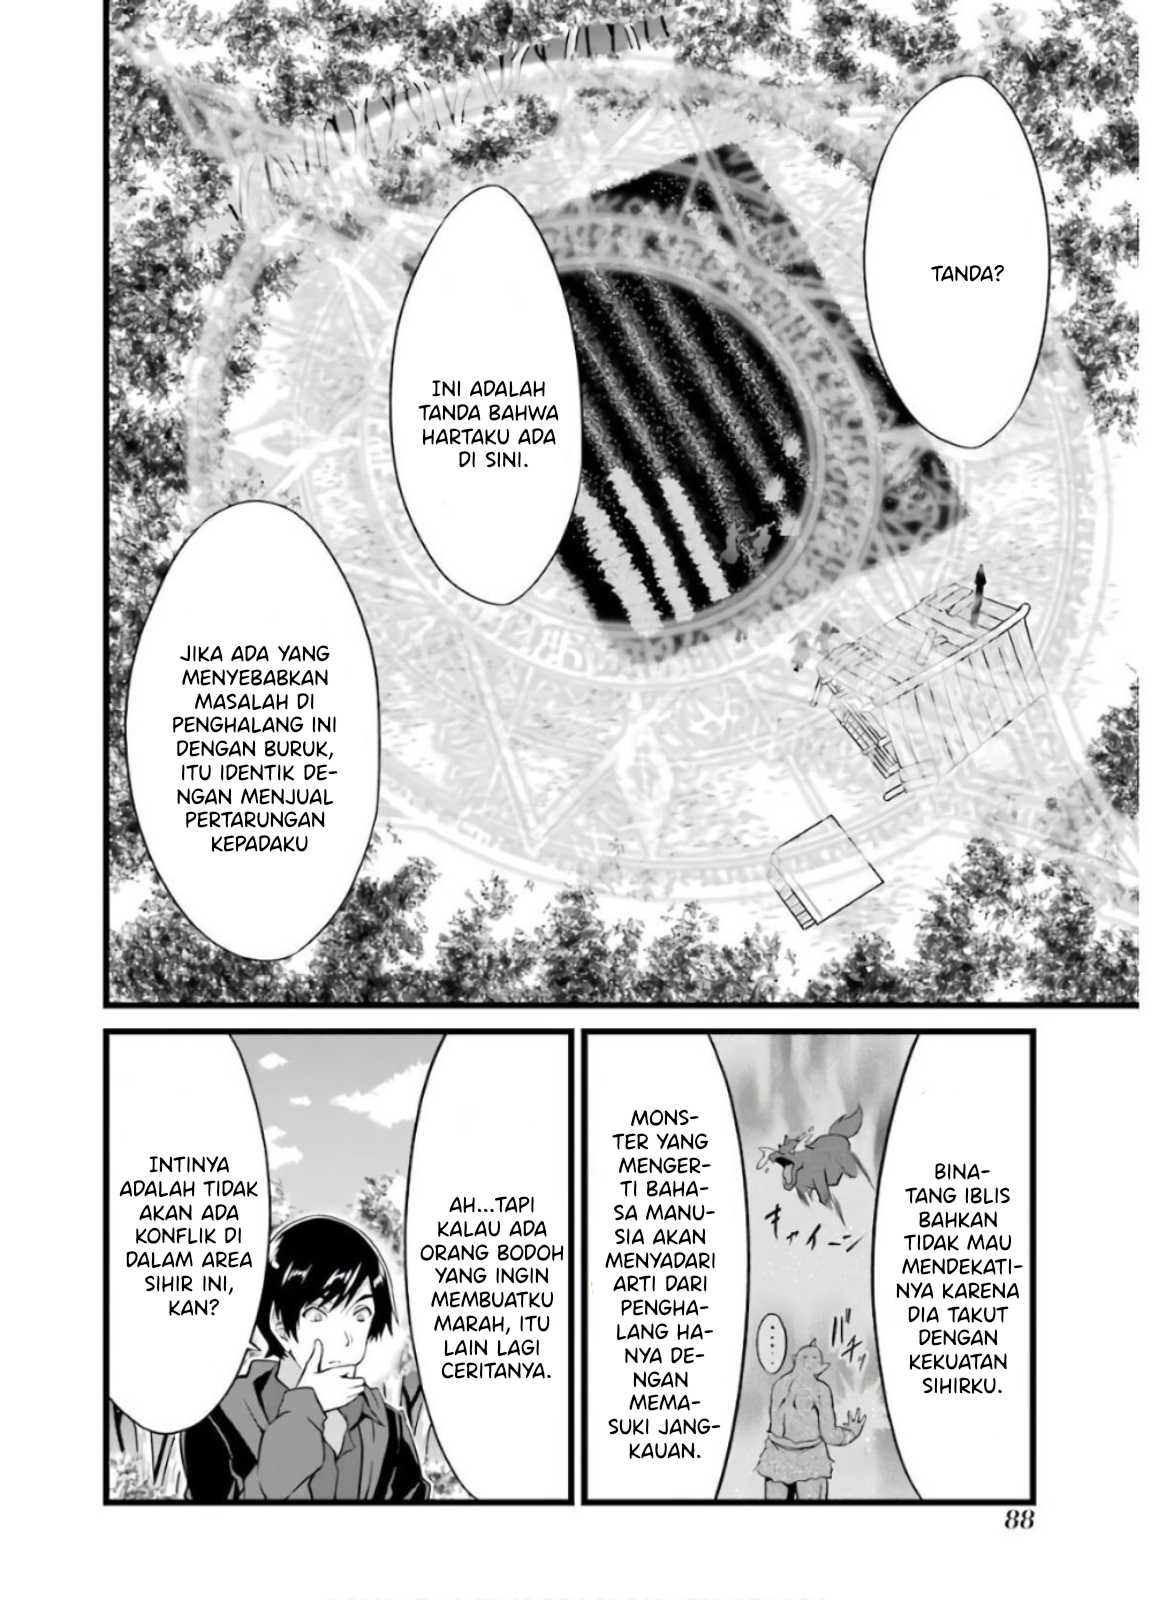 TANDA?
INI ADALAH
TANDA BAHWA
HARTAKU ADA
DI SINI.
JIKA ADA YANG
MENYEBABKAN
MASALAH DI
PENGHALANG INI
DENGAN BURUK,
ITU IDENTIK DE-
NGAN MENJUAL
PERTARUNGAN
KEPADAKU
BINA-
TANG IBLIS
BAHKAN
TIDAK MAU
MENDEKATI-
NYA KARENA
DIA TAKUT
DENGAN
KEKUATAN
SIHIRKU.
キャイーン
....
MONS-
TER YANG
MENGER-
TI BAHA-
SA MANU-
SIA AKAN
MENYADARI
ARTI DARI
PENGHA-
LANG HA-
NYA DE-
NGAN
MEMA-
SUKI JANG-
KAUAN.
AH...TAPI
KALAU ADA
ORANG BODOH
YANG INGIN
MEMBUATKU
MARAH, ITU
LAIN LAGI
CERITANYA.
INTINYA
ADALAH TIDAK
AKAN ADA
KONFLIK DI
DALAM AREA
SIHIR INI,
KAN?
88